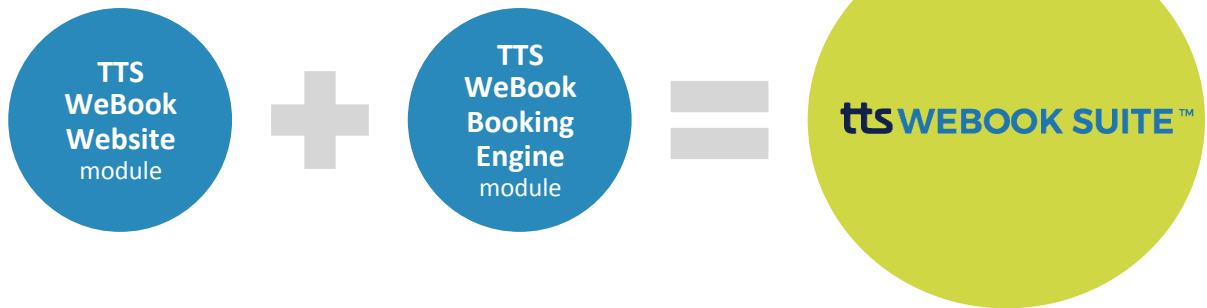 TTS
WeBook
Website
module
TTS
WeBook
Booking
Engine
module
tts WEBOOK SUITE™